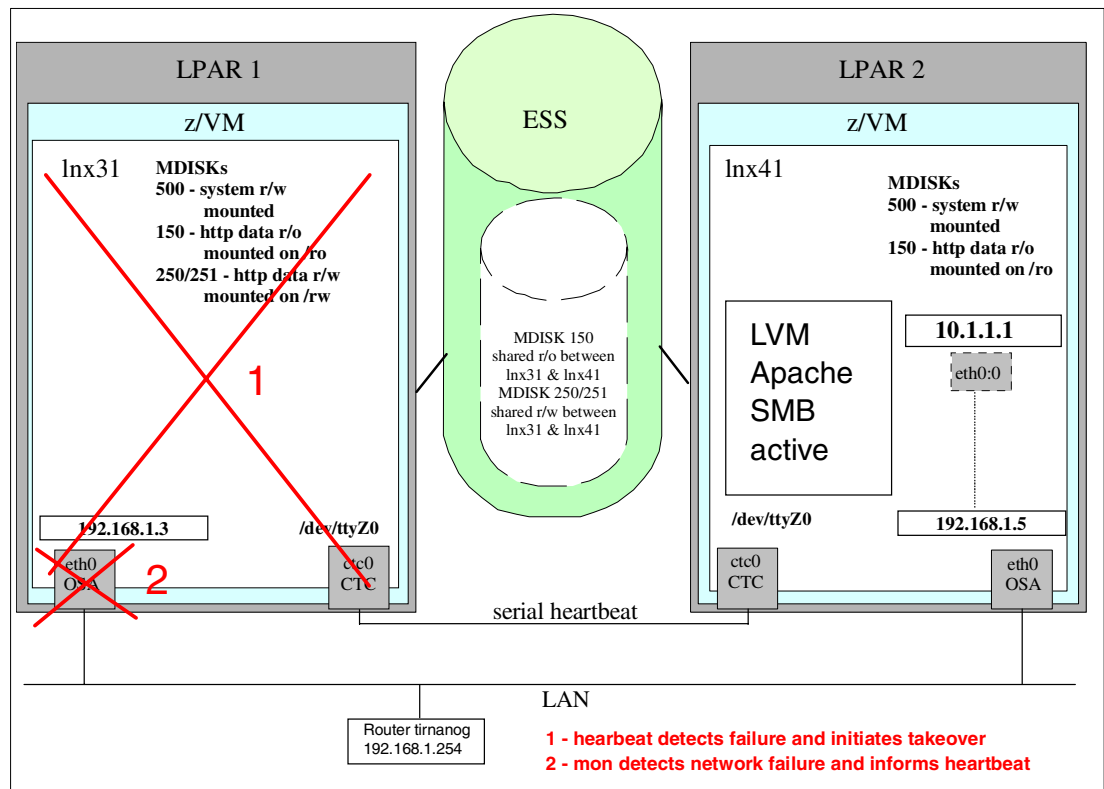 LPAR 1
z/VM
lnx31
MDISKs
500 - system r/w
mounted
150 - http data r/o
mounted on /ro
250/251 - http data r/w
mounted on /rw
1
192.168.1.3
/dev/ttyZ0
eth0
OSA
2
ctc0
CTC
ESS
MDISK 150
shared r/o between
lnx31 & lnx41
MDISK 250/251
shared r/w between
lnx31 & lnx41
LPAR 2
z/VM
lnx41
MDISKs
500 - system r/w
mounted
150 - http data r/o
mounted on /ro
LVM
Apache
SMB
active
10.1.1.1
eth0:0
/dev/ttyZ0
192.168.1.5
ctc0
CTC
eth0
OSA
serial heartbeat
LAN
Router tirnanog
192.168.1.254
1 - hearbeat detects failure and initiates takeover
2 - mon detects network failure and informs heartbeat